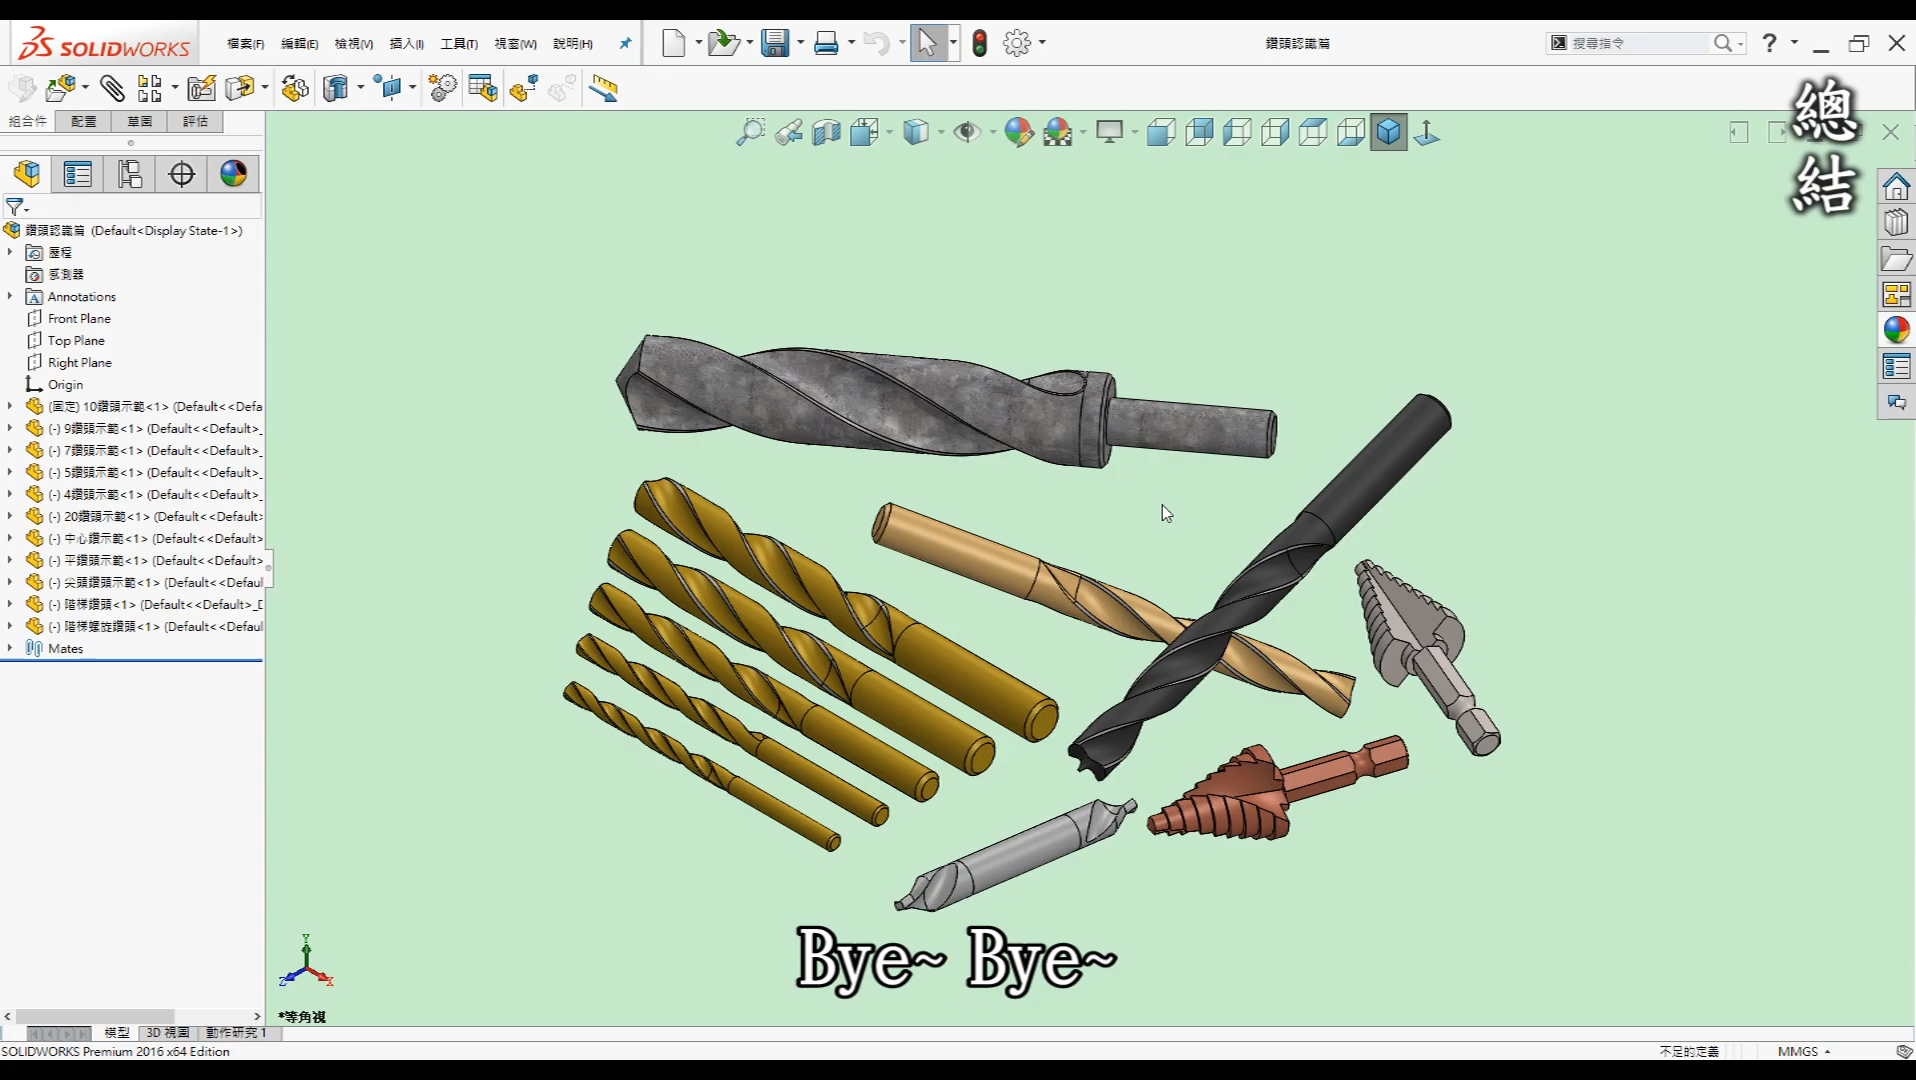 SOLIDWORKS
檔案(F) 編輯(E) 檢視(V) 插入(I) 工具(T) 視窗(W) 說明(H)
鑽頭認識篇
搜尋指令
總結
組合件 配置 草圖 評估
鑽頭認識篇 (Default<Display State-1>)
歷程
感測器
Annotations
Front Plane
Top Plane
Right Plane
Origin
(固定) 10鑽頭示範<1> (Default<<Defa
(-) 9鑽頭示範<1> (Default<<Default>_
(-) 7鑽頭示範<1> (Default<<Default>_
(-) 5鑽頭示範<1> (Default<<Default>_
(-) 4鑽頭示範<1> (Default<<Default>_
(-) 20鑽頭示範<1> (Default<<Default>
(-) 中心鑽示範<1> (Default<<Default>
(-) 平鑽頭示範<1> (Default<<Default>
(-) 尖頭鑽頭示範<1> (Default<<Defaul
(-) 階梯鑽頭<1> (Default<<Default>_D
(-) 階梯螺旋鑽頭<1> (Default<<Defaul
Mates
Bye~ Bye~
Y
Z X
*等角視
模型 3D 視圖 動作研究 1
SOLIDWORKS Premium 2016 x64 Edition
不足的定義 MMGS